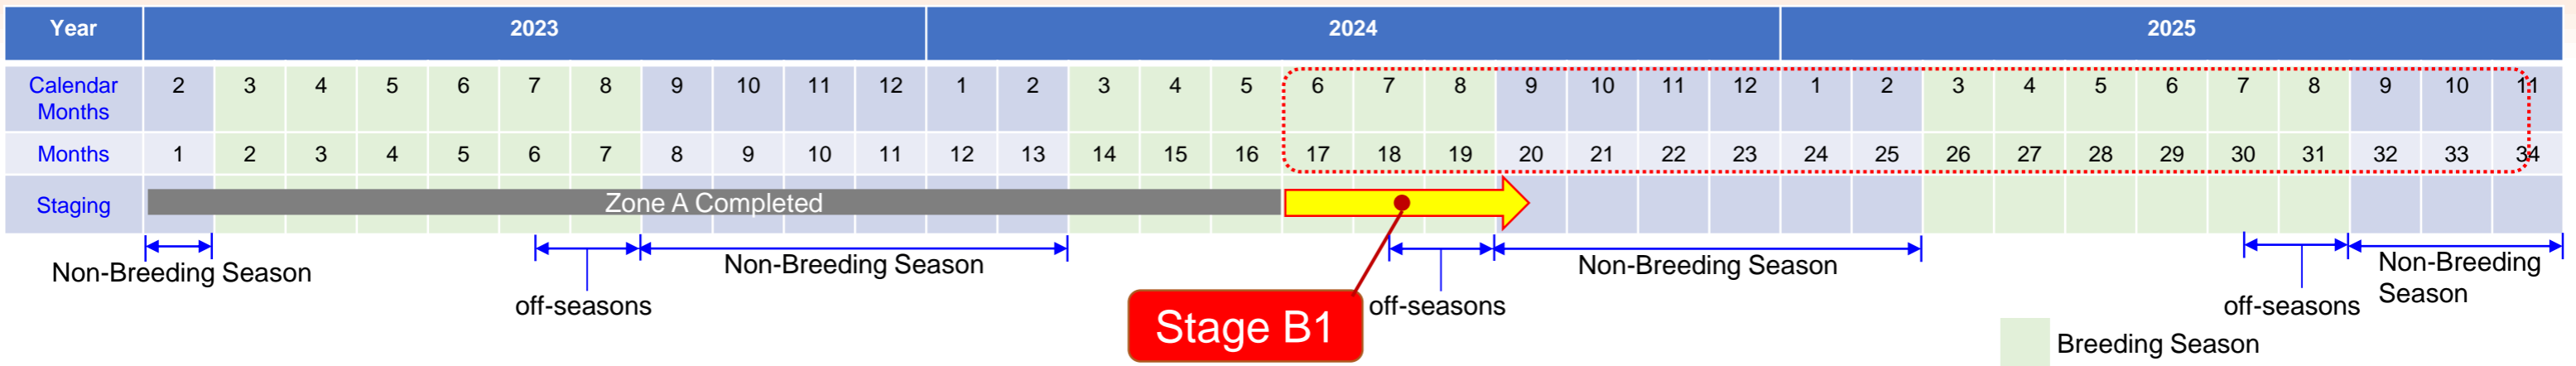 Year 2023 2024 2025
Calendar Months 2 3 4 5 6 7 8 9 10 11 12 1 2 3 4 5 6 7 8 9 10 11 12 1 2 3 4 5 6 7 8 9 10 11
Months 1 2 3 4 5 6 7 8 9 10 11 12 13 14 15 16 17 18 19 20 21 22 23 24 25 26 27 28 29 30 31 32 33 34
Staging Zone A Completed
Non-Breeding Season
off-seasons
Non-Breeding Season
Stage B1
off-seasons
Non-Breeding Season
off-seasons
Non-Breeding
Season
Breeding Season